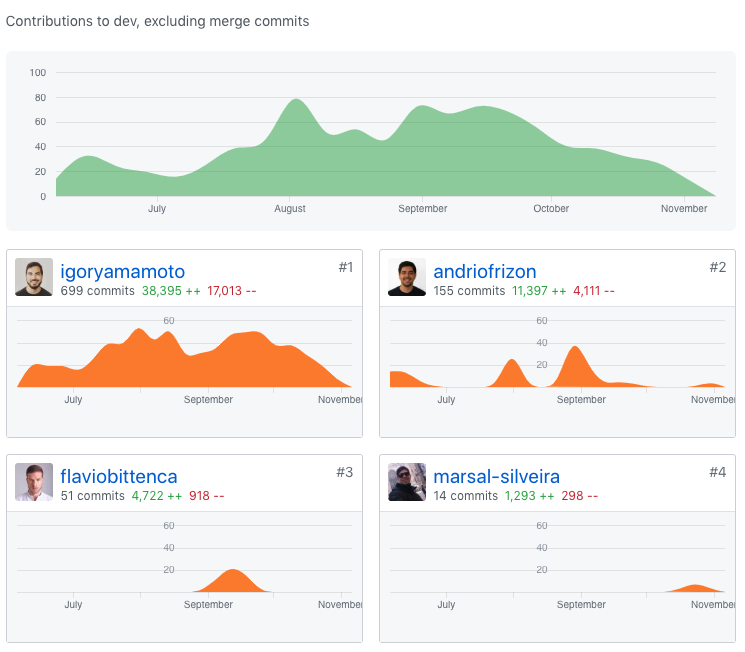 Contributions to dev, excluding merge commits
100
80
60
40
20
0
July August September October November
igoryamamoto #1
699 commits 38,395 ++ 17,013 --
60
July September November
andriofrizon #2
155 commits 11,397 ++ 4,111 --
60
40
20
July September November
flaviobittenca #3
51 commits 4,722 ++ 918 --
60
40
20
July September November
marsal-silveira #4
14 commits 1,293 ++ 298 --
60
40
20
July September November